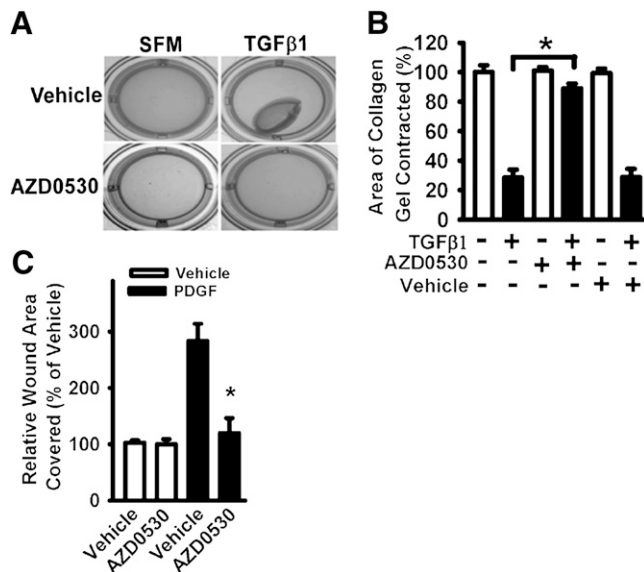 A
SFM TGFβ1
Vehicle
AZD0530
B
Area of Collagen
Gel Contracted (%)
120
100
80
60
40
20
0
*
TGFβ1 - + - + - +
AZD0530 - - + + - -
Vehicle - - - - + +
C
Vehicle
PDGF
Relative Wound Area
Covered (% of Vehicle)
300
200
100
0
*
Vehicle
AZD0530
Vehicle
AZD0530